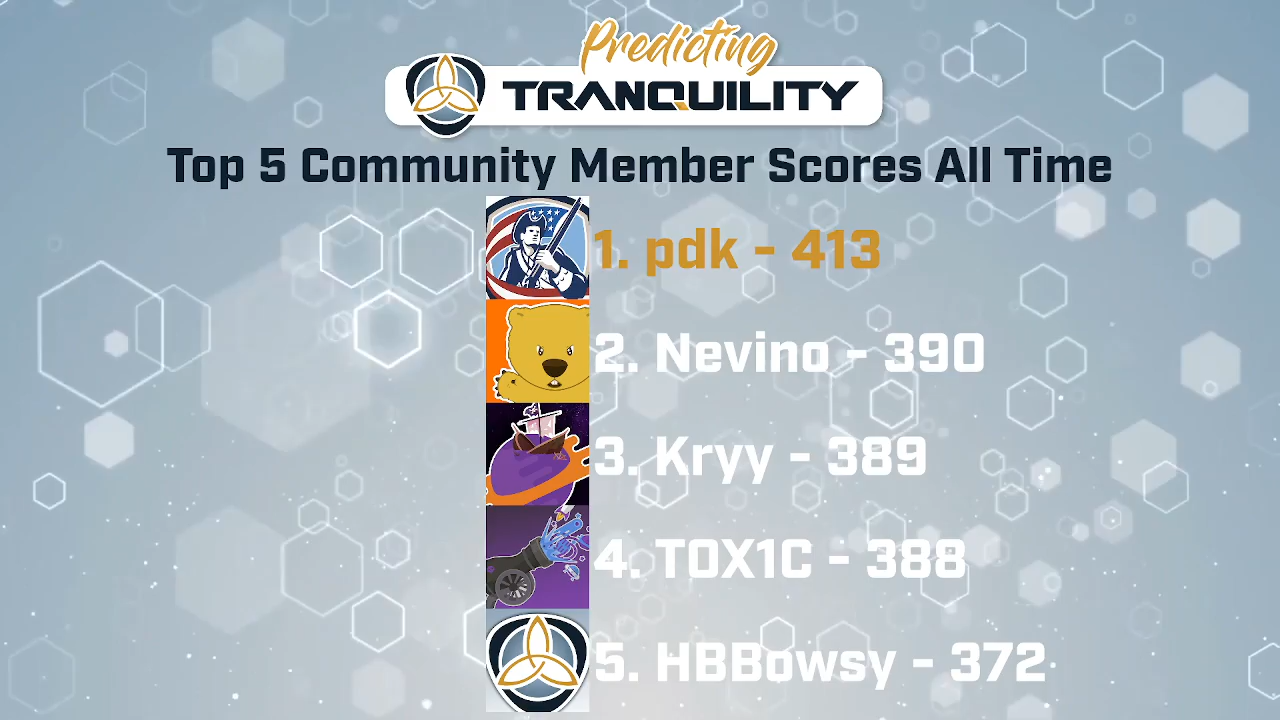 Predicting
TRANQUILITY
Top 5 Community Member Scores All Time
1. pdk - 413
2. Nevino - 390
3. Kryy - 389
4. TOX1C - 388
5. HBBowsy - 372